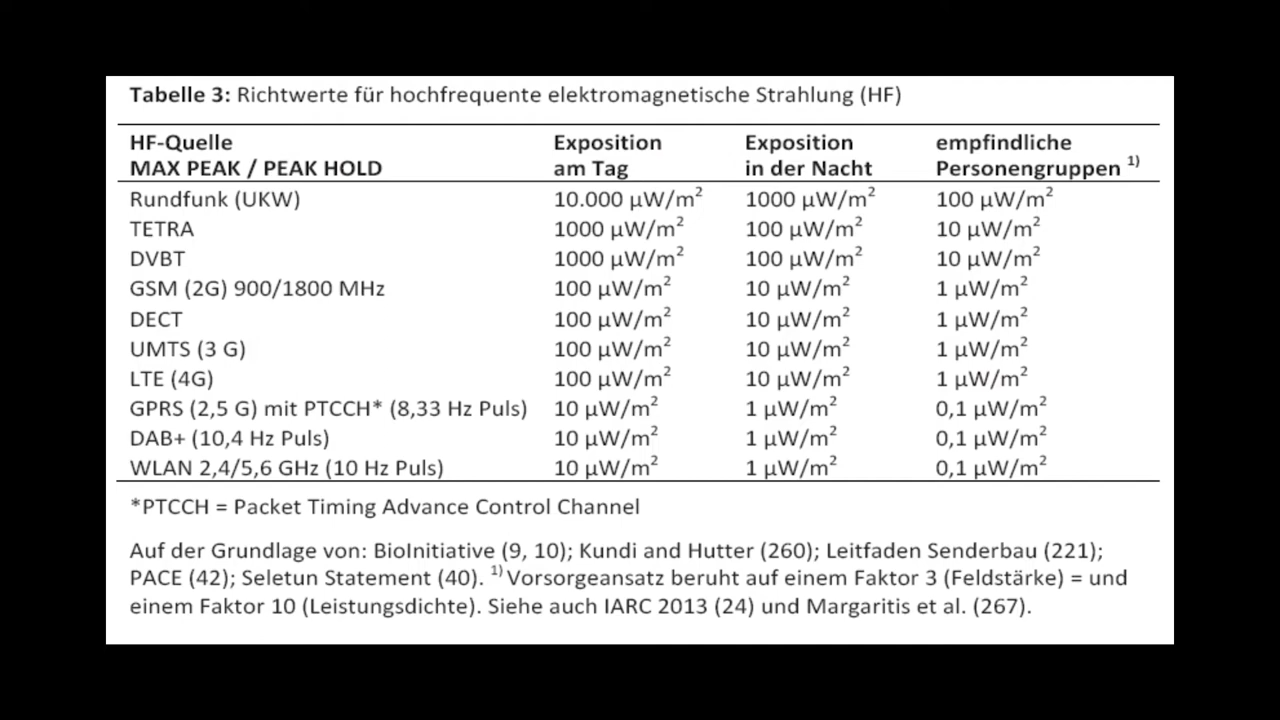 Tabelle 3: Richtwerte für hochfrequente elektromagnetische Strahlung (HF)
HF-Quelle Exposition Exposition empfindliche
MAX PEAK / PEAK HOLD am Tag in der Nacht Personengruppen ¹⁾
Rundfunk (UKW) 10.000 µW/m² 1000 µW/m² 100 µW/m²
TETRA 1000 µW/m² 100 µW/m² 10 µW/m²
DVBT 1000 µW/m² 100 µW/m² 10 µW/m²
GSM (2G) 900/1800 MHz 100 µW/m² 10 µW/m² 1 µW/m²
DECT 100 µW/m² 10 µW/m² 1 µW/m²
UMTS (3 G) 100 µW/m² 10 µW/m² 1 µW/m²
LTE (4G) 100 µW/m² 10 µW/m² 1 µW/m²
GPRS (2,5 G) mit PTCCH* (8,33 Hz Puls) 10 µW/m² 1 µW/m² 0,1 µW/m²
DAB+ (10,4 Hz Puls) 10 µW/m² 1 µW/m² 0,1 µW/m²
WLAN 2,4/5,6 GHz (10 Hz Puls) 10 µW/m² 1 µW/m² 0,1 µW/m²
*PTCCH = Packet Timing Advance Control Channel
Auf der Grundlage von: BioInitiative (9, 10); Kundi and Hutter (260); Leitfaden Senderbau (221);
PACE (42); Seletun Statement (40). ¹⁾ Vorsorgeansatz beruht auf einem Faktor 3 (Feldstärke) = und
einem Faktor 10 (Leistungsdichte). Siehe auch IARC 2013 (24) und Margaritis et al. (267).